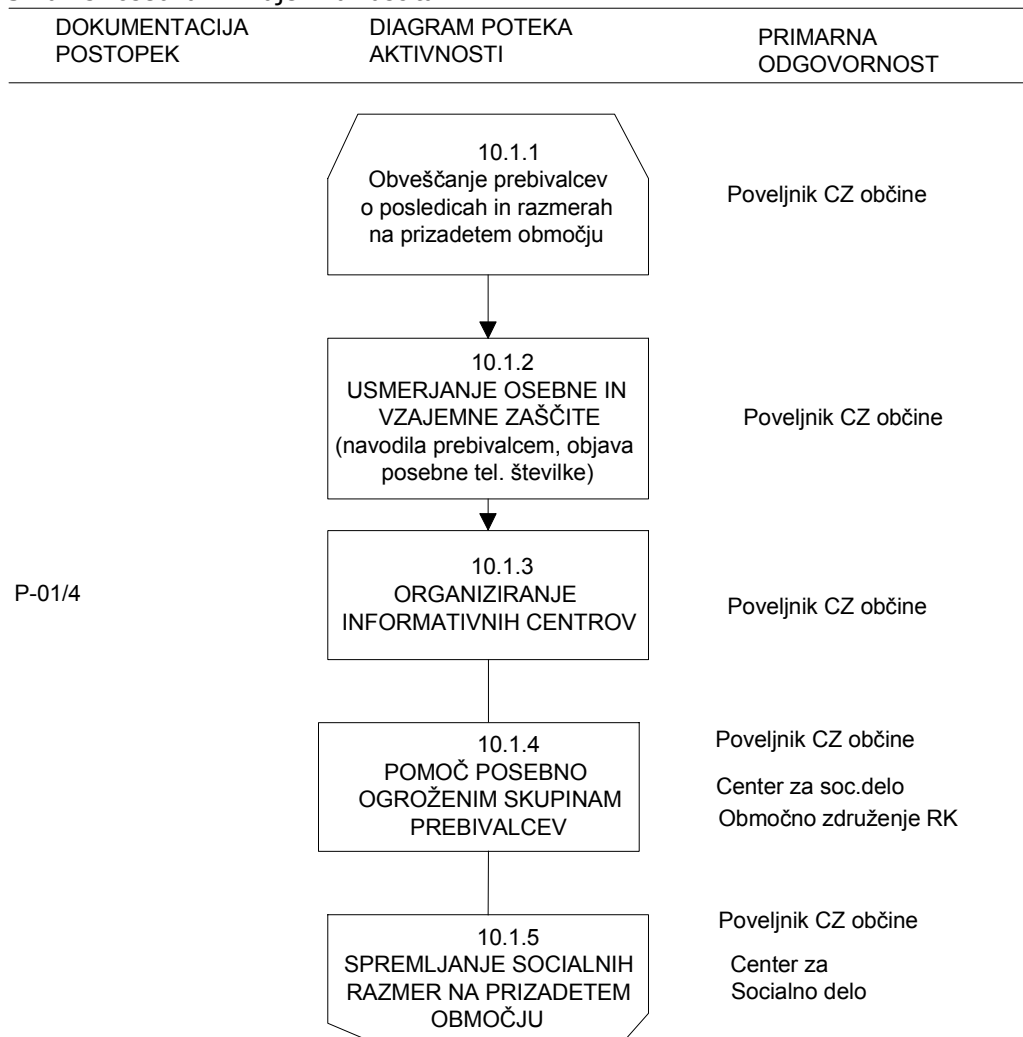 DOKUMENTACIJA
POSTOPEK
DIAGRAM POTEKA
AKTIVNOSTI
PRIMARNA
ODGOVORNOST
10.1.1
Obveščanje prebivalcev
o posledicah in razmerah
na prizadetem območju
Poveljnik CZ občine
10.1.2
USMERJANJE OSEBNE IN
VZAJEMNE ZAŠČITE
(navodila prebivalcem, objava
posebne tel. številke)
Poveljnik CZ občine
P-01/4
10.1.3
ORGANIZIRANJE
INFORMATIVNIH CENTROV
Poveljnik CZ občine
10.1.4
POMOČ POSEBNO
OGROŽENIM SKUPINAM
PREBIVALCEV
Poveljnik CZ občine
Center za soc.delo
Območno združenje RK
10.1.5
SPREMLJANJE SOCIALNIH
RAZMER NA PRIZADETEM
OBMOČJU
Poveljnik CZ občine
Center za
Socialno delo